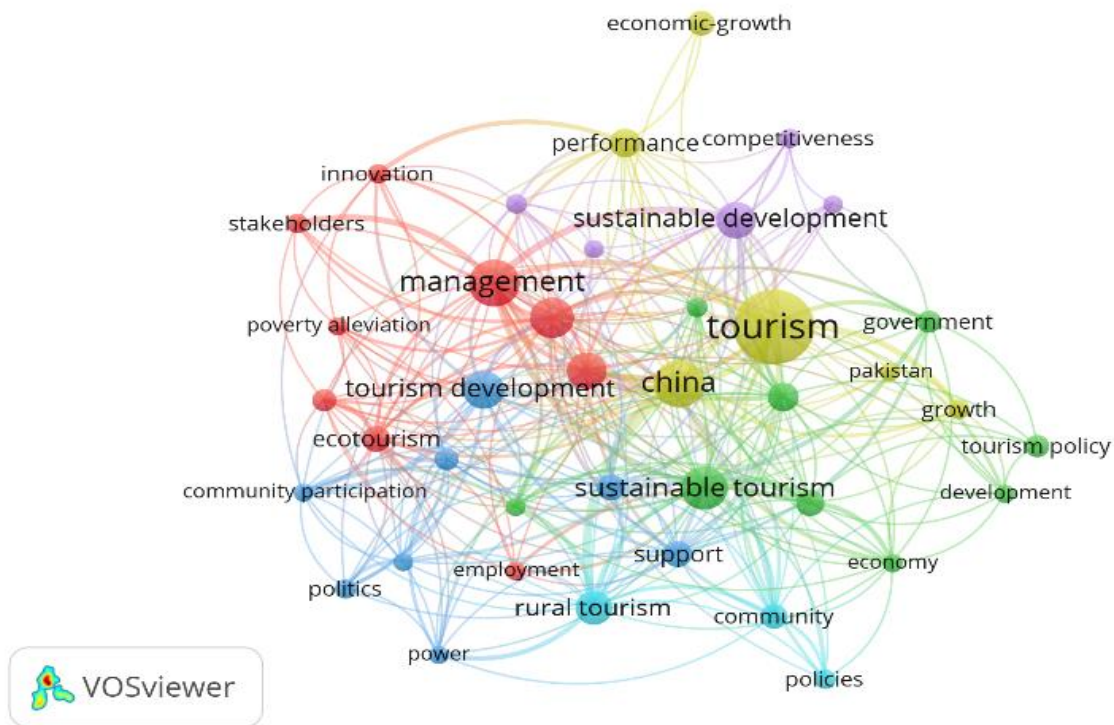 economic-growth
performance
competitiveness
innovation
stakeholders
sustainable development
management
poverty alleviation
tourism
government
pakistan
tourism development
china
growth
ecotourism
tourism policy
community participation
sustainable tourism
development
support
economy
employment
politics
rural tourism
community
power
policies
VOSviewer